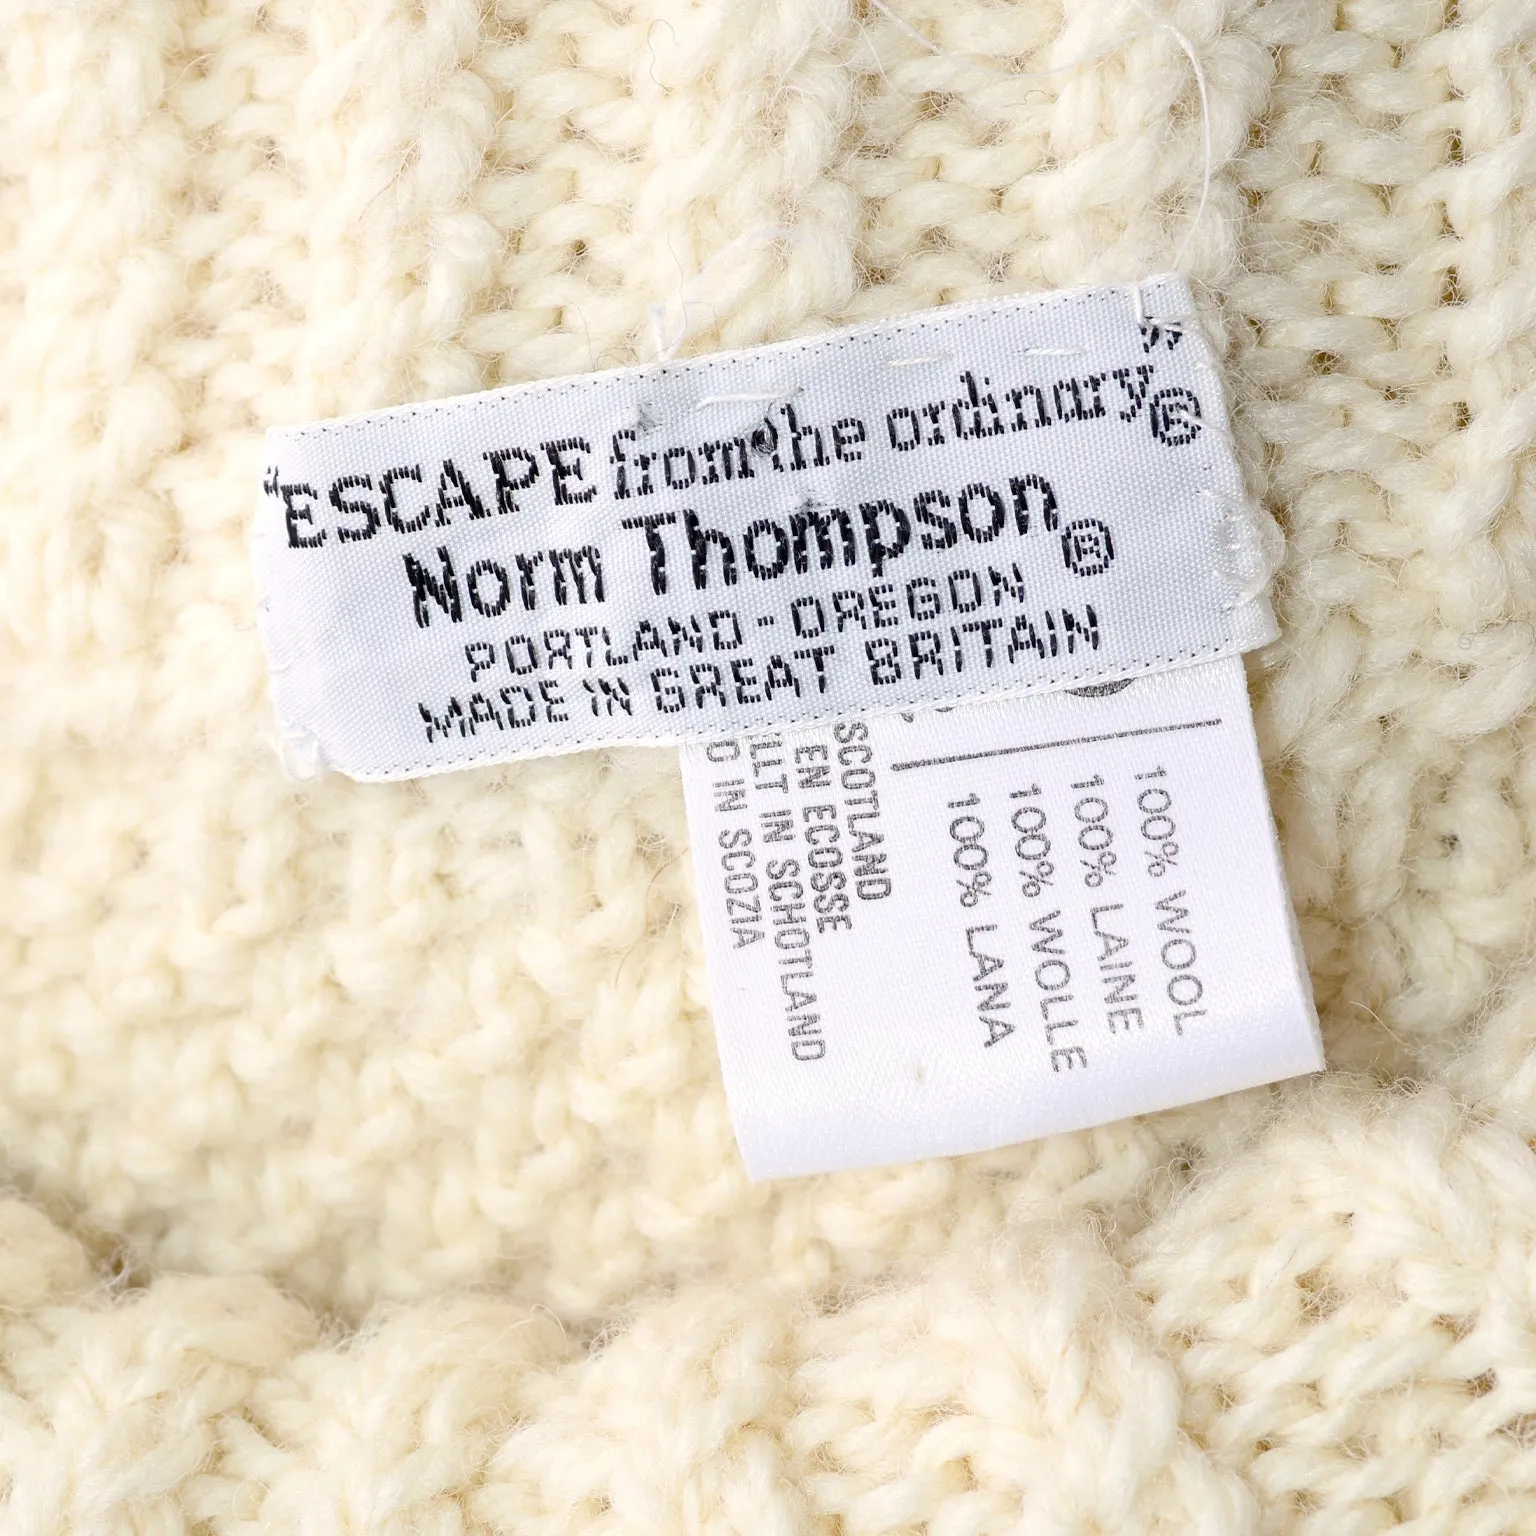 "ESCAPE from the ordinary"®
Norm Thompson®
PORTLAND - OREGON
MADE IN GREAT BRITAIN
100% WOOL
100% LAINE
100% WOLLE
100% LANA
SCOTLAND
EN ECOSSE
IN SCHOTLAND
IN SCOZIA